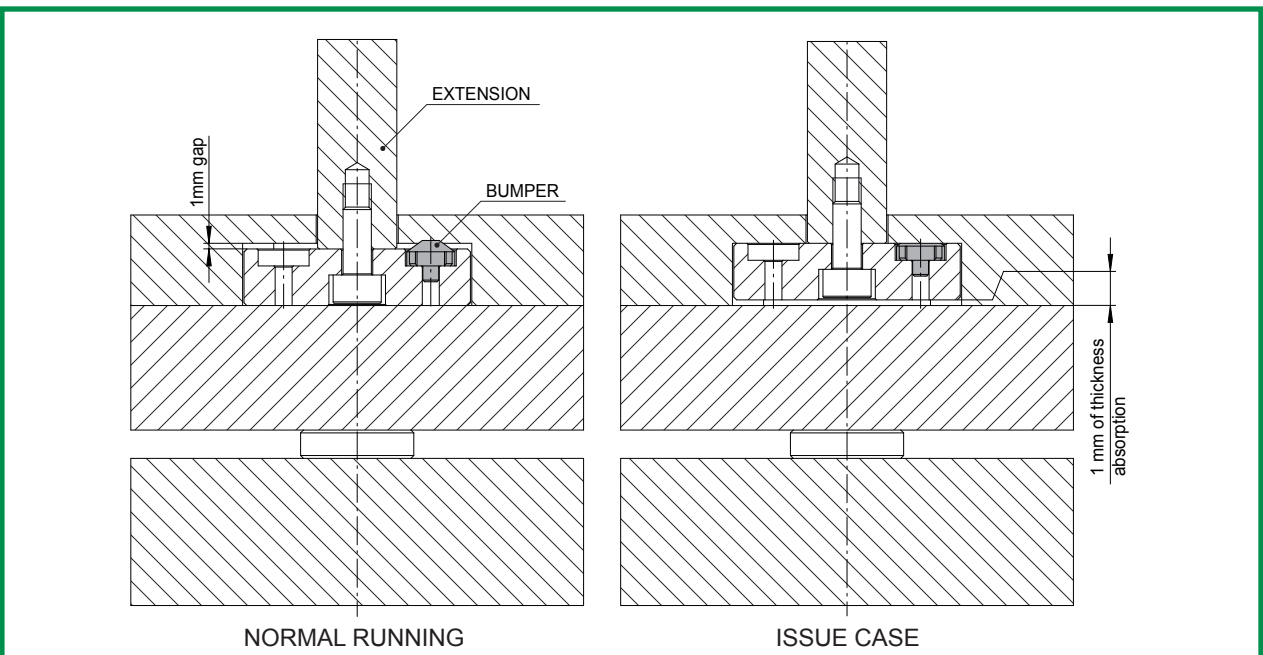 EXTENSION
1mm gap
BUMPER
1 mm of thickness
absorption
NORMAL RUNNING
ISSUE CASE